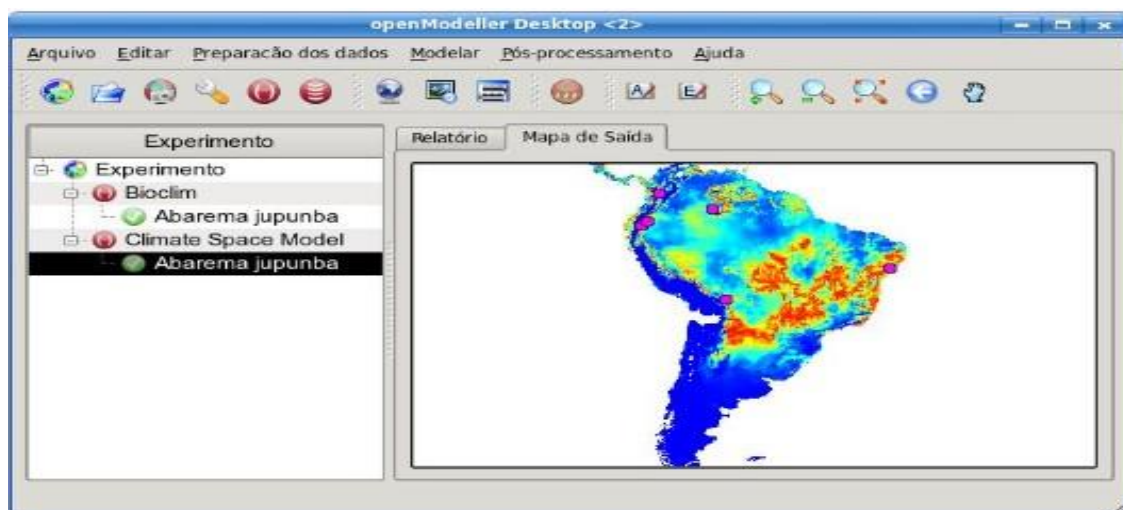 openModeller Desktop <2>
Arquivo Editar Preparacão dos dados Modelar Pós-processamento Ajuda
A E
Experimento
Relatório Mapa de Saída
Experimento
Bioclim
Abarema jupunba
Climate Space Model
Abarema jupunba